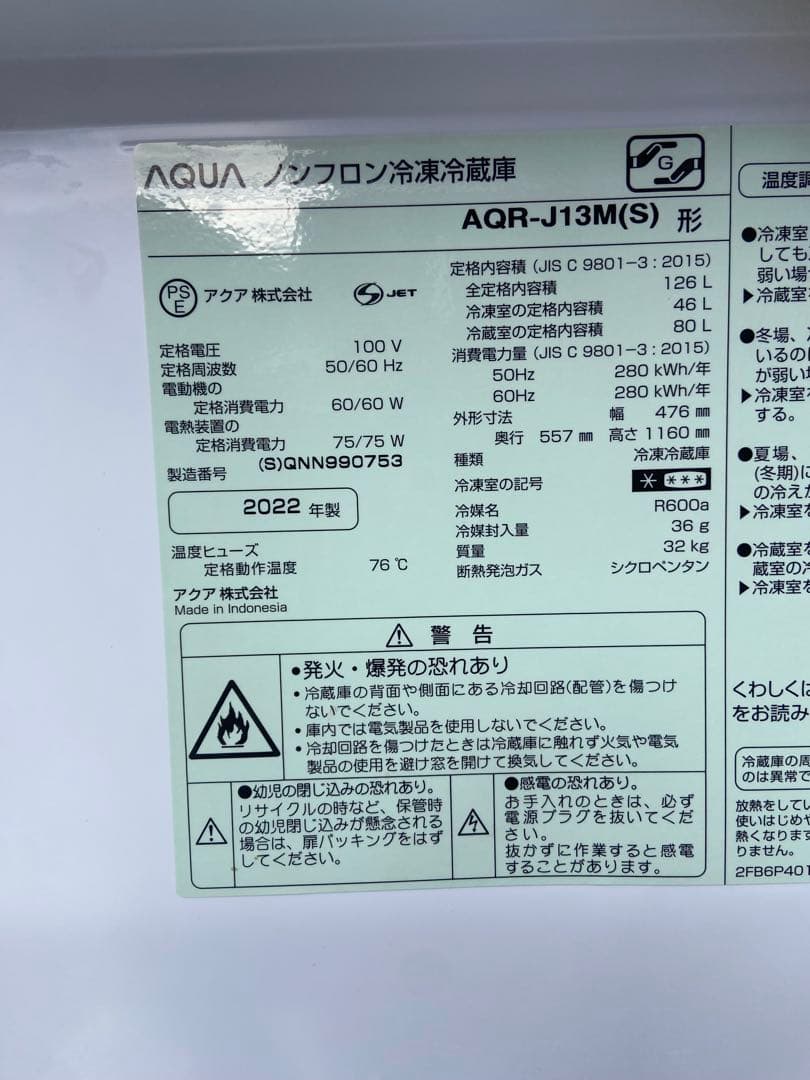 AQUA ノンフロン冷凍冷蔵庫
G
AQR-J13M(S) 形
PS
E
アクア 株式会社
S JET
定格電圧 100 V
定格周波数 50/60 Hz
電動機の
定格消費電力 60/60 W
電熱装置の
定格消費電力 75/75 W
製造番号 (S)QNN990753
2022 年製
温度ヒューズ
定格動作温度 76 ℃
アクア 株式会社
Made in Indonesia
定格内容積 (JIS C 9801-3 : 2015)
全定格内容積 126 L
冷凍室の定格内容積 46 L
冷蔵室の定格内容積 80 L
消費電力量 (JIS C 9801-3 : 2015)
50Hz 280 kWh/年
60Hz 280 kWh/年
外形寸法 幅 476 ㎜
奥行 557 ㎜ 高さ 1160 ㎜
種類 冷凍冷蔵庫
冷凍室の記号 * ***
冷媒名 R600a
冷媒封入量 36 g
質量 32 kg
断熱発泡ガス シクロペンタン
⚠ 警 告
●発火・爆発の恐れあり
・冷蔵庫の背面や側面にある冷却回路(配管)を傷つけ
ないでください。
・庫内では電気製品を使用しないでください。
・冷却回路を傷つけたときは冷蔵庫に触れず火気や電気
製品の使用を避け窓を開けて換気してください。
●幼児の閉じ込みの恐れあり。
リサイクルの時など、保管時
の幼児閉じ込みが懸念される
場合は、扉パッキングをはず
してください。
●感電の恐れあり。
お手入れのときは、必ず
電源プラグを抜いてくだ
さい。
抜かずに作業すると感電
することがあります。
温度調
●冷凍室
しても
弱い場
▶冷蔵室
●冬場、
いるの
が弱い
▶冷凍室
する。
●夏場、
(冬期)に
の冷えか
▶冷凍室
●冷蔵室
蔵室の冷
▶冷凍室
くわしくは
をお読み
冷蔵庫の周
のは異常で
放熱をしてい
使いはじめや
熱くなります
りません。
2FB6P401